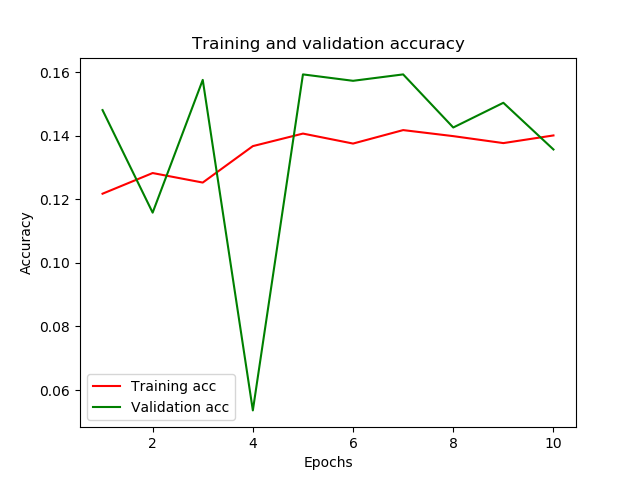 Training and validation accuracy
Accuracy
0.16
0.14
0.12
0.10
0.08
0.06
Training acc
Validation acc
2
4
6
8
10
Epochs